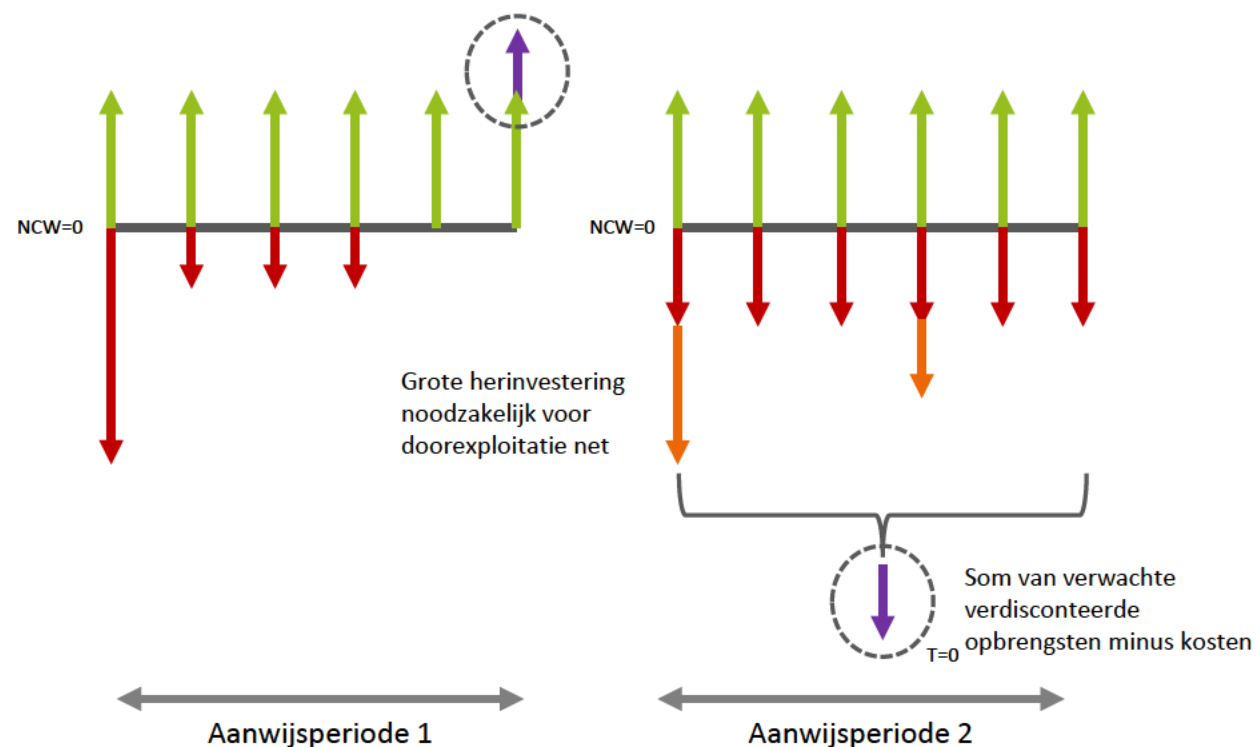 NCW=0
NCW=0
Grote herinvestering
noodzakelijk voor
doorexploitatie net
Som van verwachte
verdisconteerde
opbrengsten minus kosten
T=0
Aanwijsperiode 1
Aanwijsperiode 2